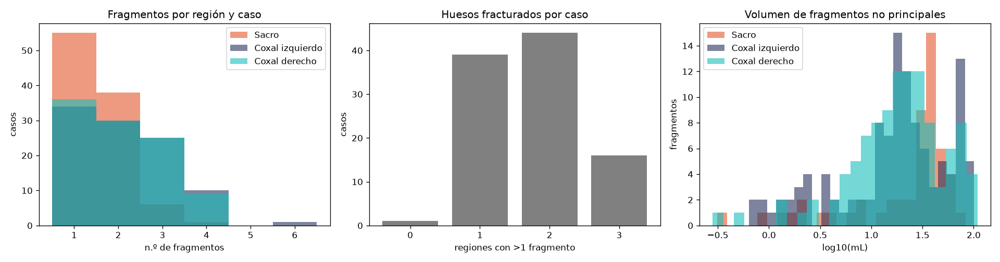 Fragmentos por región y caso
Sacro
Coxal izquierdo
Coxal derecho
50
40
30
20
10
0
casos
1 2 3 4 5 6
n.º de fragmentos
Huesos fracturados por caso
40
30
20
10
0
casos
0 1 2 3
regiones con >1 fragmento
Volumen de fragmentos no principales
Sacro
Coxal izquierdo
Coxal derecho
14
12
10
8
6
4
2
0
fragmentos
−0.5 0.0 0.5 1.0 1.5 2.0
log10(mL)